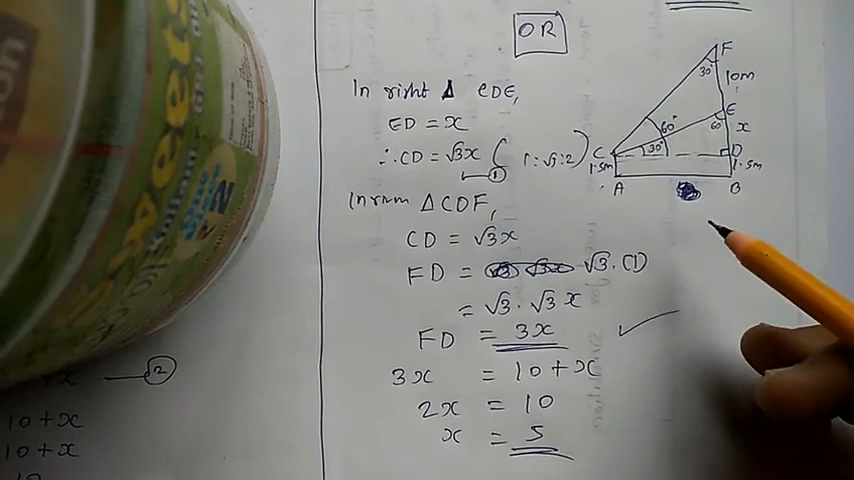 OR
In right Δ CDE,
ED = x
∴ CD = √3x ( 1 : √3 : 2 )
①
In Δ CDF,
CD = √3x
FD = √3 . CD
= √3 . √3 x
FD = 3x
3x = 10 + x
2x = 10
x = 5
F
30°
10m
E
60°
60°
x
C
30°
D
1.5m
1.5m
A
B
②
10 + x
10 + x
10